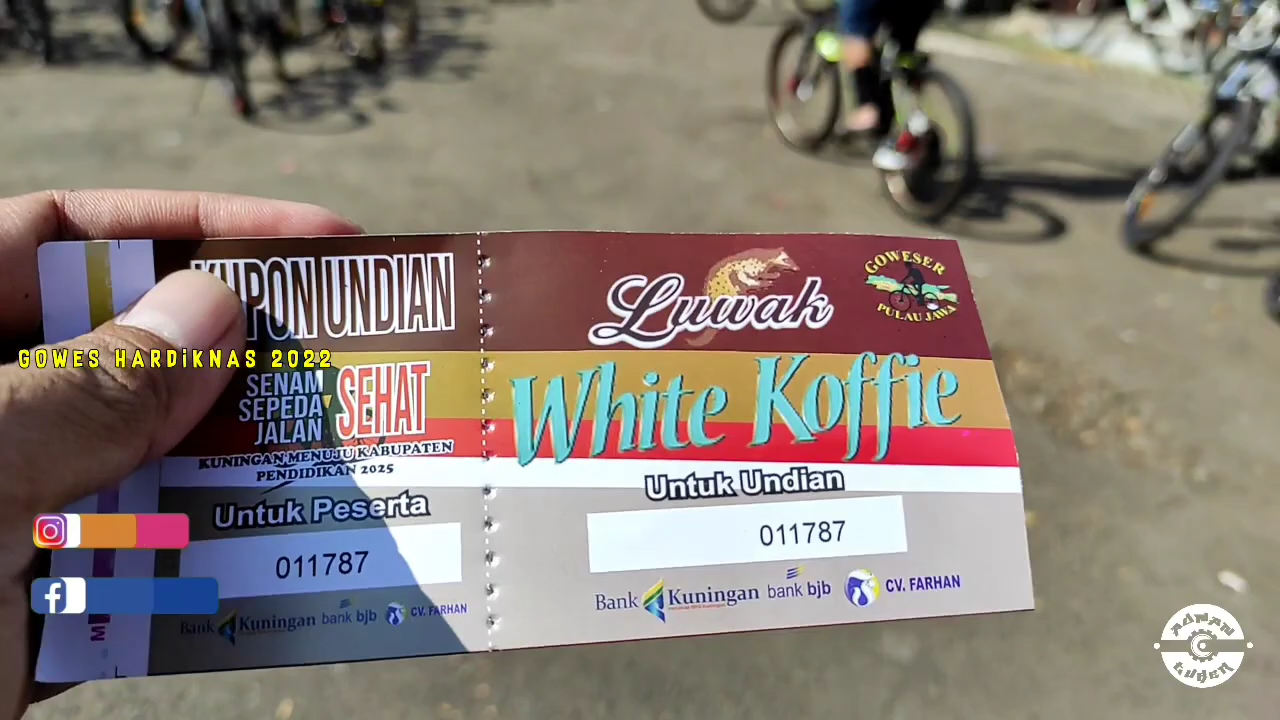 KUPON UNDIAN
SENAM
SEPEDA
JALAN
SEHAT
KUNINGAN MENUJU KABUPATEN
PENDIDIKAN 2025
Untuk Peserta
011787
Bank Kuningan bank bjb CV. FARHAN
Luwak
White Koffie
GOWESER
PULAU JAWA
Untuk Undian
011787
Bank Kuningan bank bjb CV. FARHAN
GOWES HARDiKNAS 2022